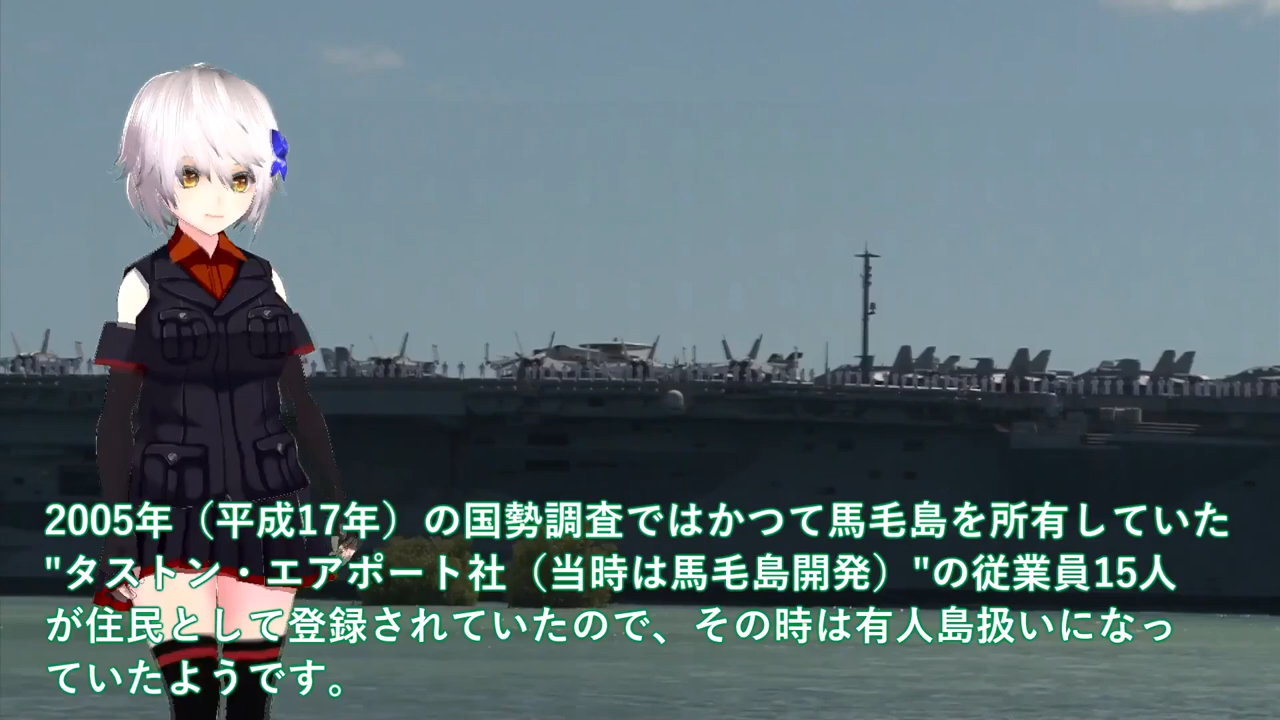 2005年（平成17年）の国勢調査ではかつて馬毛島を所有していた
"タストン・エアポート社（当時は馬毛島開発）"の従業員15人
が住民として登録されていたので、その時は有人島扱いになっ
ていたようです。